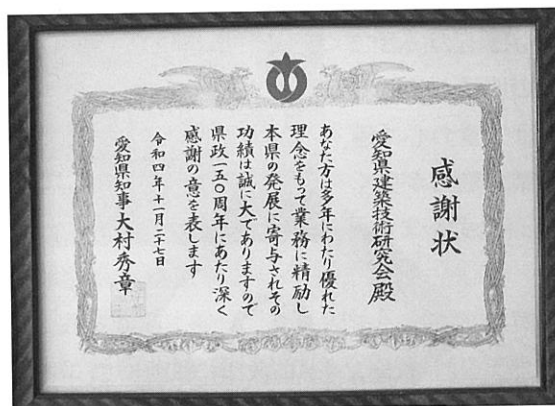 感謝状
愛知県建築技術研究会殿
あなた方は多年にわたり優れた
理念をもって業務に精励し
本県の発展に寄与されその
功績は誠に大でありますので
県政一五〇周年にあたり深く
感謝の意を表します
令和四年十一月二十七日
愛知県知事大村秀章